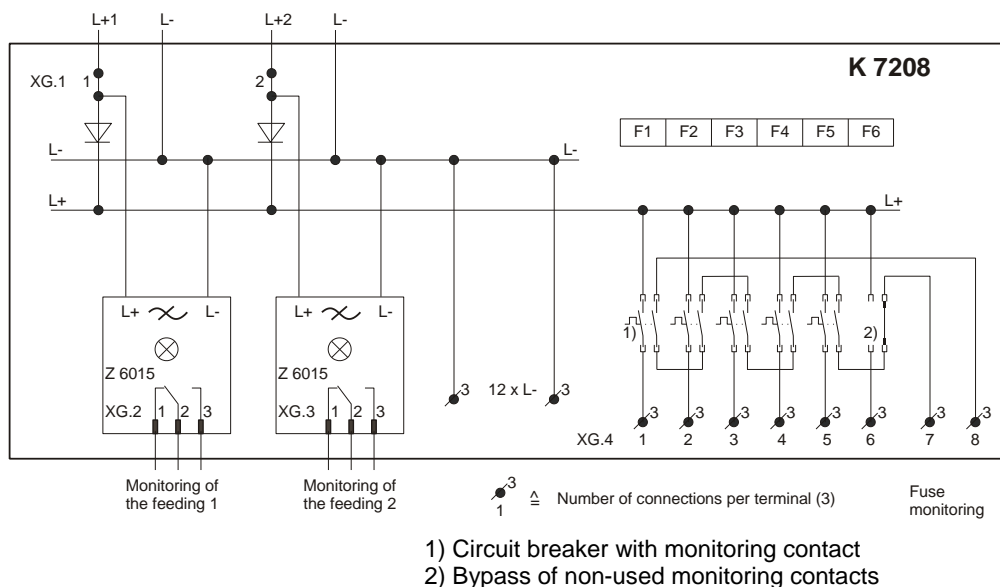 L+1 L- L+2 L-
K 7208
XG.1 1 2
F1 F2 F3 F4 F5 F6
L- L-
L+ L+
L+ L- L+ L-
1) 2)
Z 6015 Z 6015
3 12 x L- 3
XG.2 1 2 3 XG.3 1 2 3
3 3 3 3 3 3 3 3
XG.4 1 2 3 4 5 6 7 8
Monitoring of
the feeding 1
Monitoring of
the feeding 2
3
1 ≙ Number of connections per terminal (3)
Fuse
monitoring
1) Circuit breaker with monitoring contact
2) Bypass of non-used monitoring contacts